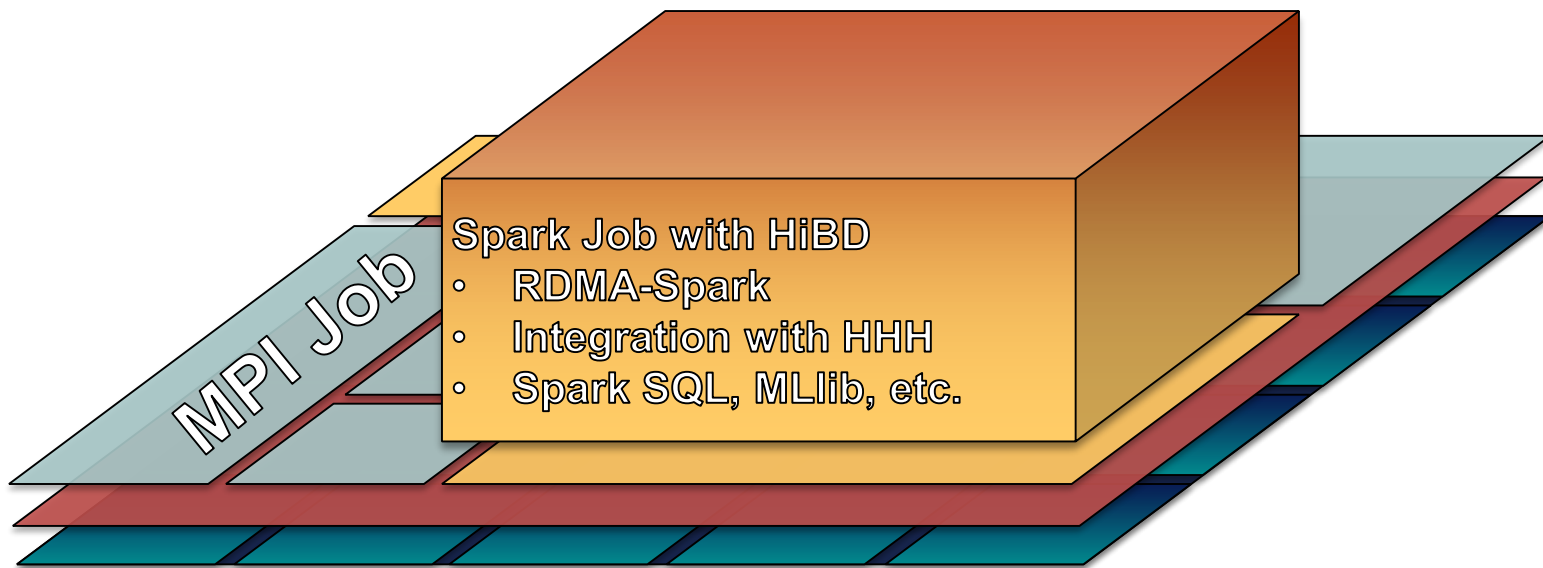 Spark Job with HiBD
• RDMA-Spark
• Integration with HHH
• Spark SQL, MLlib, etc.
MPI Job